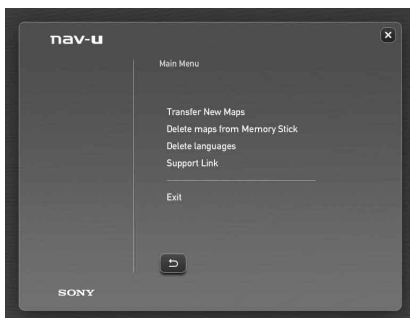 nav-u
Main Menu
Transfer New Maps
Delete maps from Memory Stick
Delete languages
Support Link
Exit
SONY